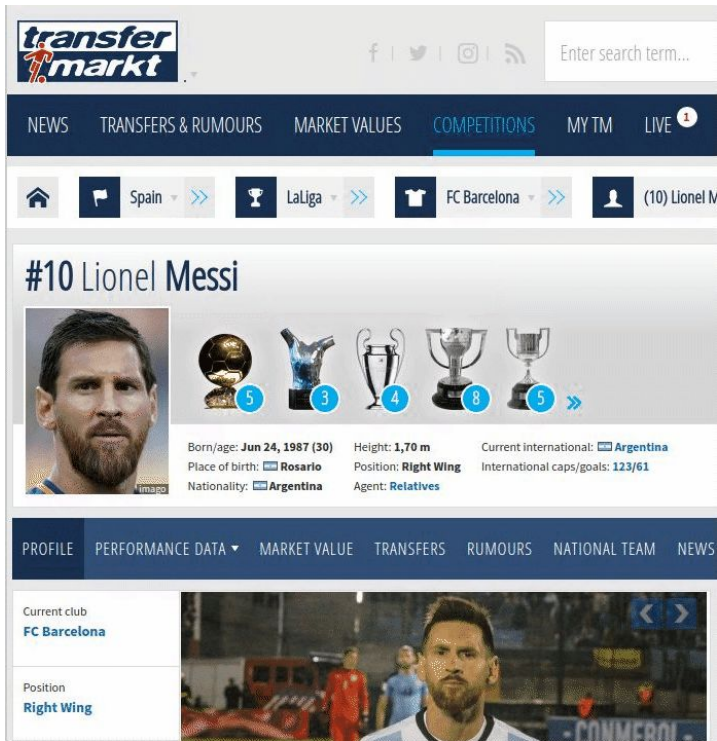 transfer
markt
Enter search term...
NEWS TRANSFERS & RUMOURS MARKET VALUES COMPETITIONS MY TM LIVE 1
Spain LaLiga FC Barcelona (10) Lionel M
#10 Lionel Messi
5 3 4 8 5
imago
Born/age: Jun 24, 1987 (30) Height: 1,70 m Current international: Argentina
Place of birth: Rosario Position: Right Wing International caps/goals: 123/61
Nationality: Argentina Agent: Relatives
PROFILE PERFORMANCE DATA MARKET VALUE TRANSFERS RUMOURS NATIONAL TEAM NEWS
Current club
FC Barcelona
Position
Right Wing
- CONMEBOL -